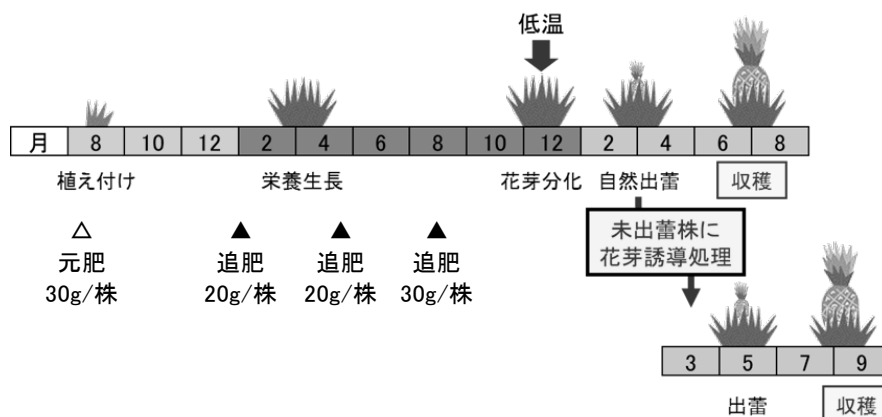 低温
月 8 10 12 2 4 6 8 10 12 2 4 6 8
植え付け 栄養生長 花芽分化 自然出蕾 収穫
△ ▲ ▲ ▲
元肥 追肥 追肥 追肥
30g/株 20g/株 20g/株 30g/株
未出蕾株に
花芽誘導処理
3 5 7 9
出蕾 収穫